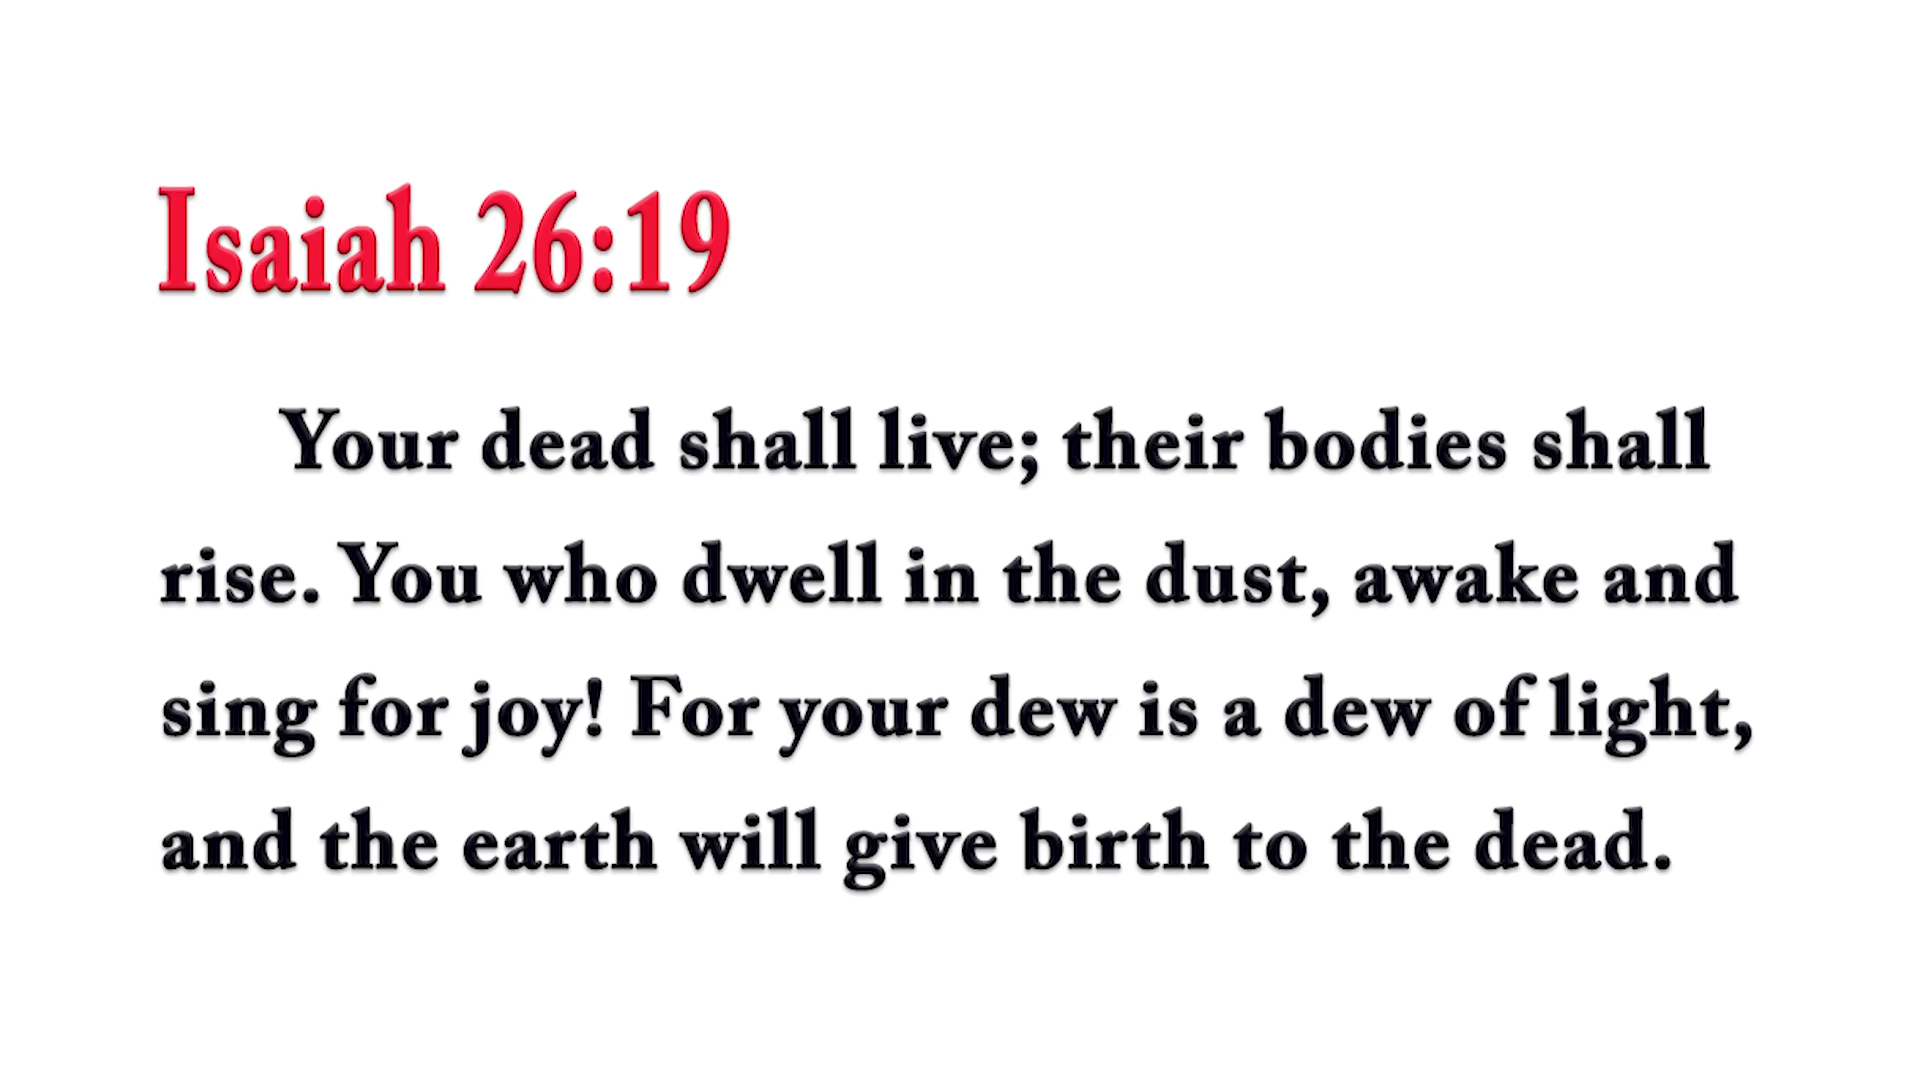 Isaiah 26:19
Your dead shall live; their bodies shall
rise. You who dwell in the dust, awake and
sing for joy! For your dew is a dew of light,
and the earth will give birth to the dead.